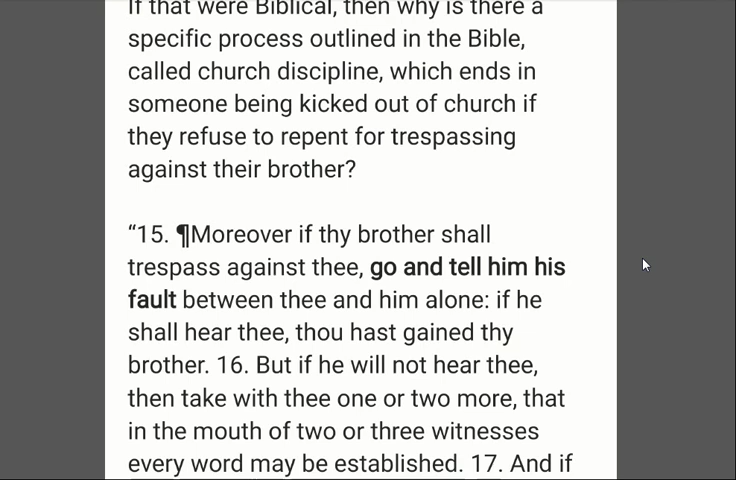 If that were Biblical, then why is there a
specific process outlined in the Bible,
called church discipline, which ends in
someone being kicked out of church if
they refuse to repent for trespassing
against their brother?
“15. ¶Moreover if thy brother shall
trespass against thee, go and tell him his
fault between thee and him alone: if he
shall hear thee, thou hast gained thy
brother. 16. But if he will not hear thee,
then take with thee one or two more, that
in the mouth of two or three witnesses
every word may be established. 17. And if